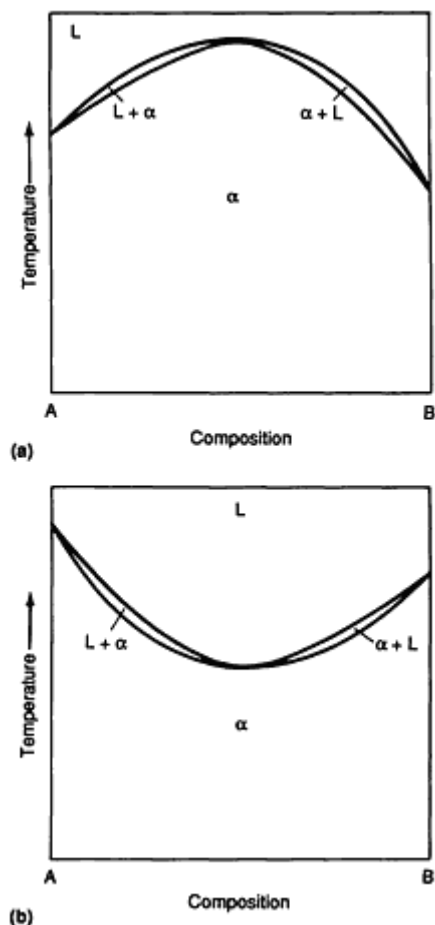 L
L + α
α + L
α
Temperature
A
B
Composition
(a)
L
L + α
α + L
α
Temperature
A
B
Composition
(b)